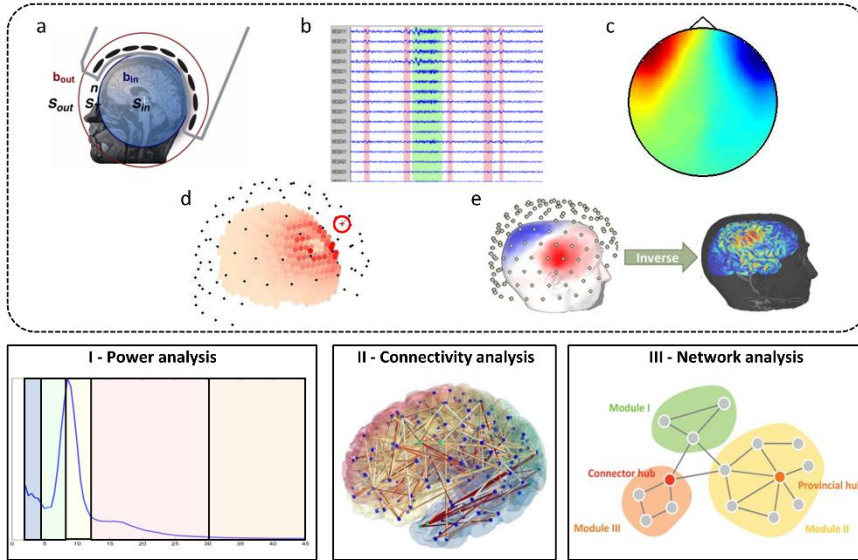 a
b
c
b_out
b_in
n
S_out
S_T
S_in
d
e
Inverse
I - Power analysis
II - Connectivity analysis
III - Network analysis
Module I
Connector hub
Provincial hub
Module III
Module II
0 5 10 15 20 25 30 35 40 45